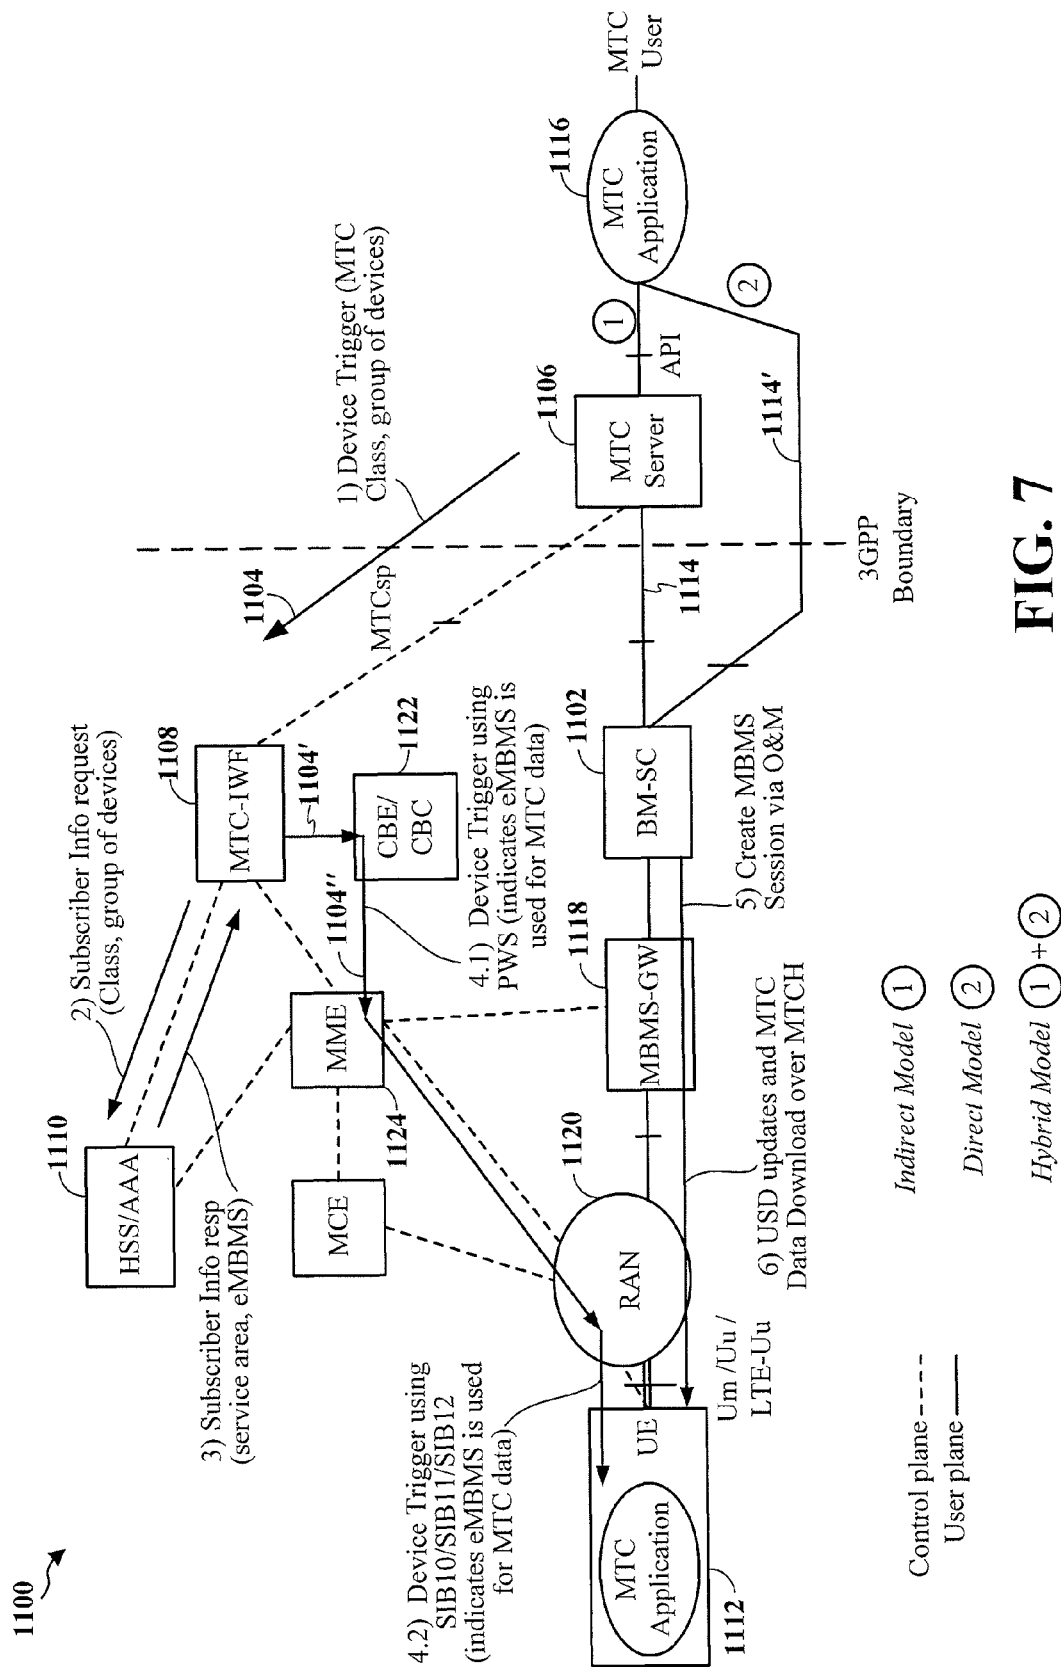 1100
2) Subscriber Info request
(Class, group of devices)
1110
HSS/AAA
3) Subscriber Info resp
(service area, eMBMS)
1108
MTC-IWF
1104'
1104
MTCsp
1) Device Trigger (MTC
Class, group of devices)
1122
CBE/
CBC
1104''
4.1) Device Trigger using
PWS (indicates eMBMS is
used for MTC data)
MME
1124
MCE
4.2) Device Trigger using
SIB10/SIB11/SIB12
(indicates eMBMS is used
for MTC data)
1120
RAN
1118
MBMS-GW
1102
BM-SC
1114
1106
MTC
Server
1
API
1116
MTC
Application
MTC
User
2
1114'
3GPP
Boundary
UE
MTC
Application
1112
Um /Uu /
LTE-Uu
6) USD updates and MTC
Data Download over MTCH
5) Create MBMS
Session via O&M
Control plane
User plane
Indirect Model 1
Direct Model 2
Hybrid Model 1+2
FIG. 7